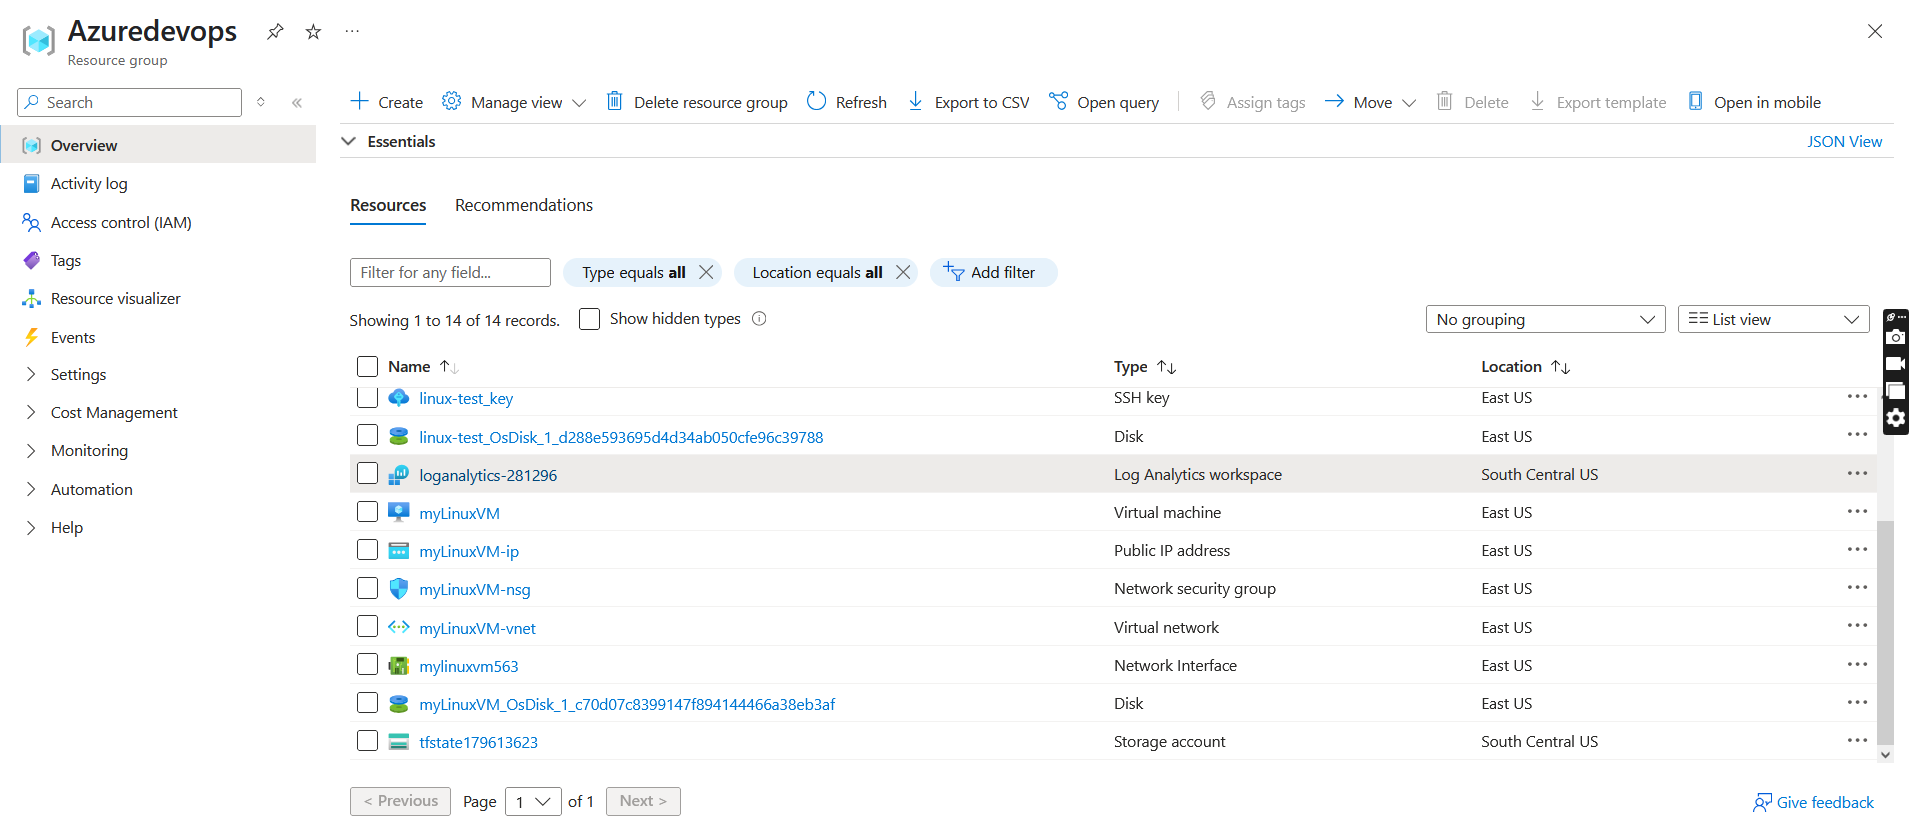 Azuredevops
Resource group
Search
Overview
Activity log
Access control (IAM)
Tags
Resource visualizer
Events
Settings
Cost Management
Monitoring
Automation
Help
Create Manage view Delete resource group Refresh Export to CSV Open query Assign tags Move Delete Export template Open in mobile
Essentials JSON View
Resources Recommendations
Filter for any field... Type equals all Location equals all Add filter
Showing 1 to 14 of 14 records. Show hidden types No grouping List view
Name Type Location
linux-test_key SSH key East US
linux-test_OsDisk_1_d288e593695d4d34ab050cfe96c39788 Disk East US
loganalytics-281296 Log Analytics workspace South Central US
myLinuxVM Virtual machine East US
myLinuxVM-ip Public IP address East US
myLinuxVM-nsg Network security group East US
myLinuxVM-vnet Virtual network East US
mylinuxvm563 Network Interface East US
myLinuxVM_OsDisk_1_c70d07c8399147f894144466a38eb3af Disk East US
tfstate179613623 Storage account South Central US
< Previous Page 1 of 1 Next > Give feedback